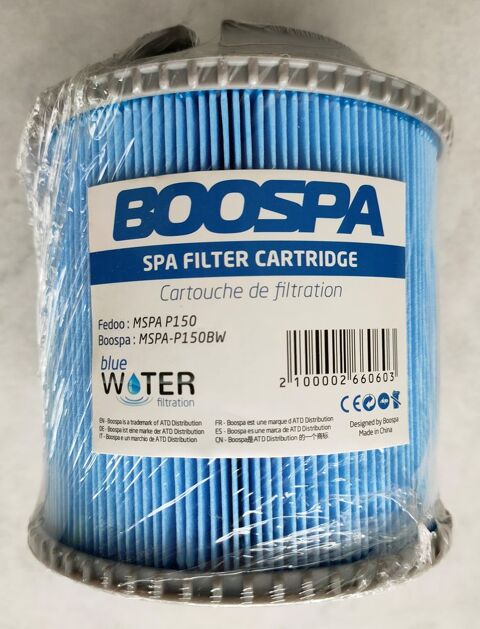 BOOSPA
SPA FILTER CARTRIDGE
Cartouche de filtration
Fedoo : MSPA P150
Boospa : MSPA-P150BW
blue
WATER
filtration
2 100002 660603
CE
EN - Boospa is a trademark of ATD Distribution
DE - Boospa ist eine marke der ATD Distribution
IT - Boospa e un marchio de ATD Distribution
FR - Boospa est une marque d'ATD Distribution
ES - Boospa es une marca de ATD Distribution
CN - Boospa是ATD Distribution 的一个商标
Designed by Boospa
Made in China